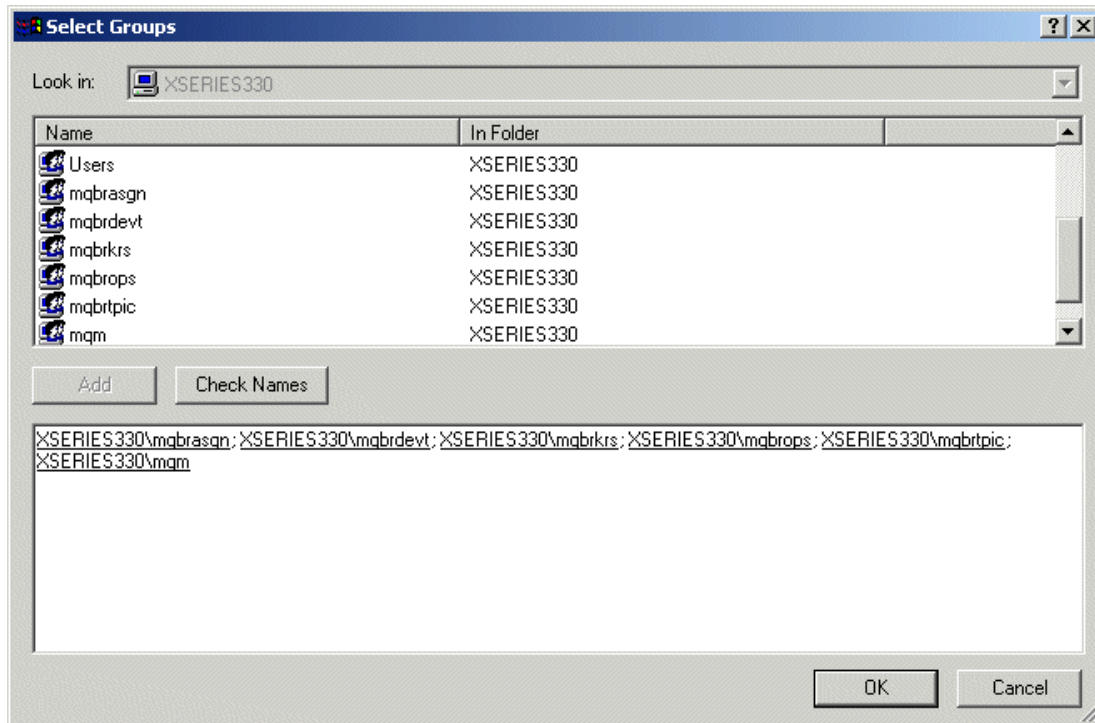 Select Groups
Look in: XSERIES330
Name In Folder
Users XSERIES330
mqbrasgn XSERIES330
mqbrdevt XSERIES330
mqbrkrs XSERIES330
mqbrops XSERIES330
mqbrtpic XSERIES330
mqm XSERIES330
Add Check Names
XSERIES330\mqbrasgn; XSERIES330\mqbrdevt; XSERIES330\mqbrkrs; XSERIES330\mqbrops; XSERIES330\mqbrtpic;
XSERIES330\mqm
OK Cancel